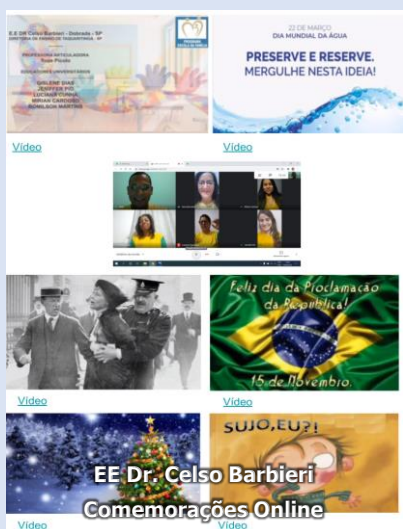 E.E DR Celso Barbieri - Dobrada - SP
DIRETORIA DE ENSINO DE TAQUARITINGA - SP
PROFESSORA ARTICULADORA
EDUCADORES UNIVERSITÁRIOS
GISLENE DIAS
22 DE MARÇO
DIA MUNDIAL DA ÁGUA
PRESERVE E RESERVE.
MERGULHE NESTA IDEIA!
Vídeo
Vídeo
Feliz dia da Proclamação
da República!
15 de Novembro.
Vídeo
Vídeo
SUJO,EU?!
EE Dr. Celso Barbieri
Comemorações Online
Vídeo
Vídeo